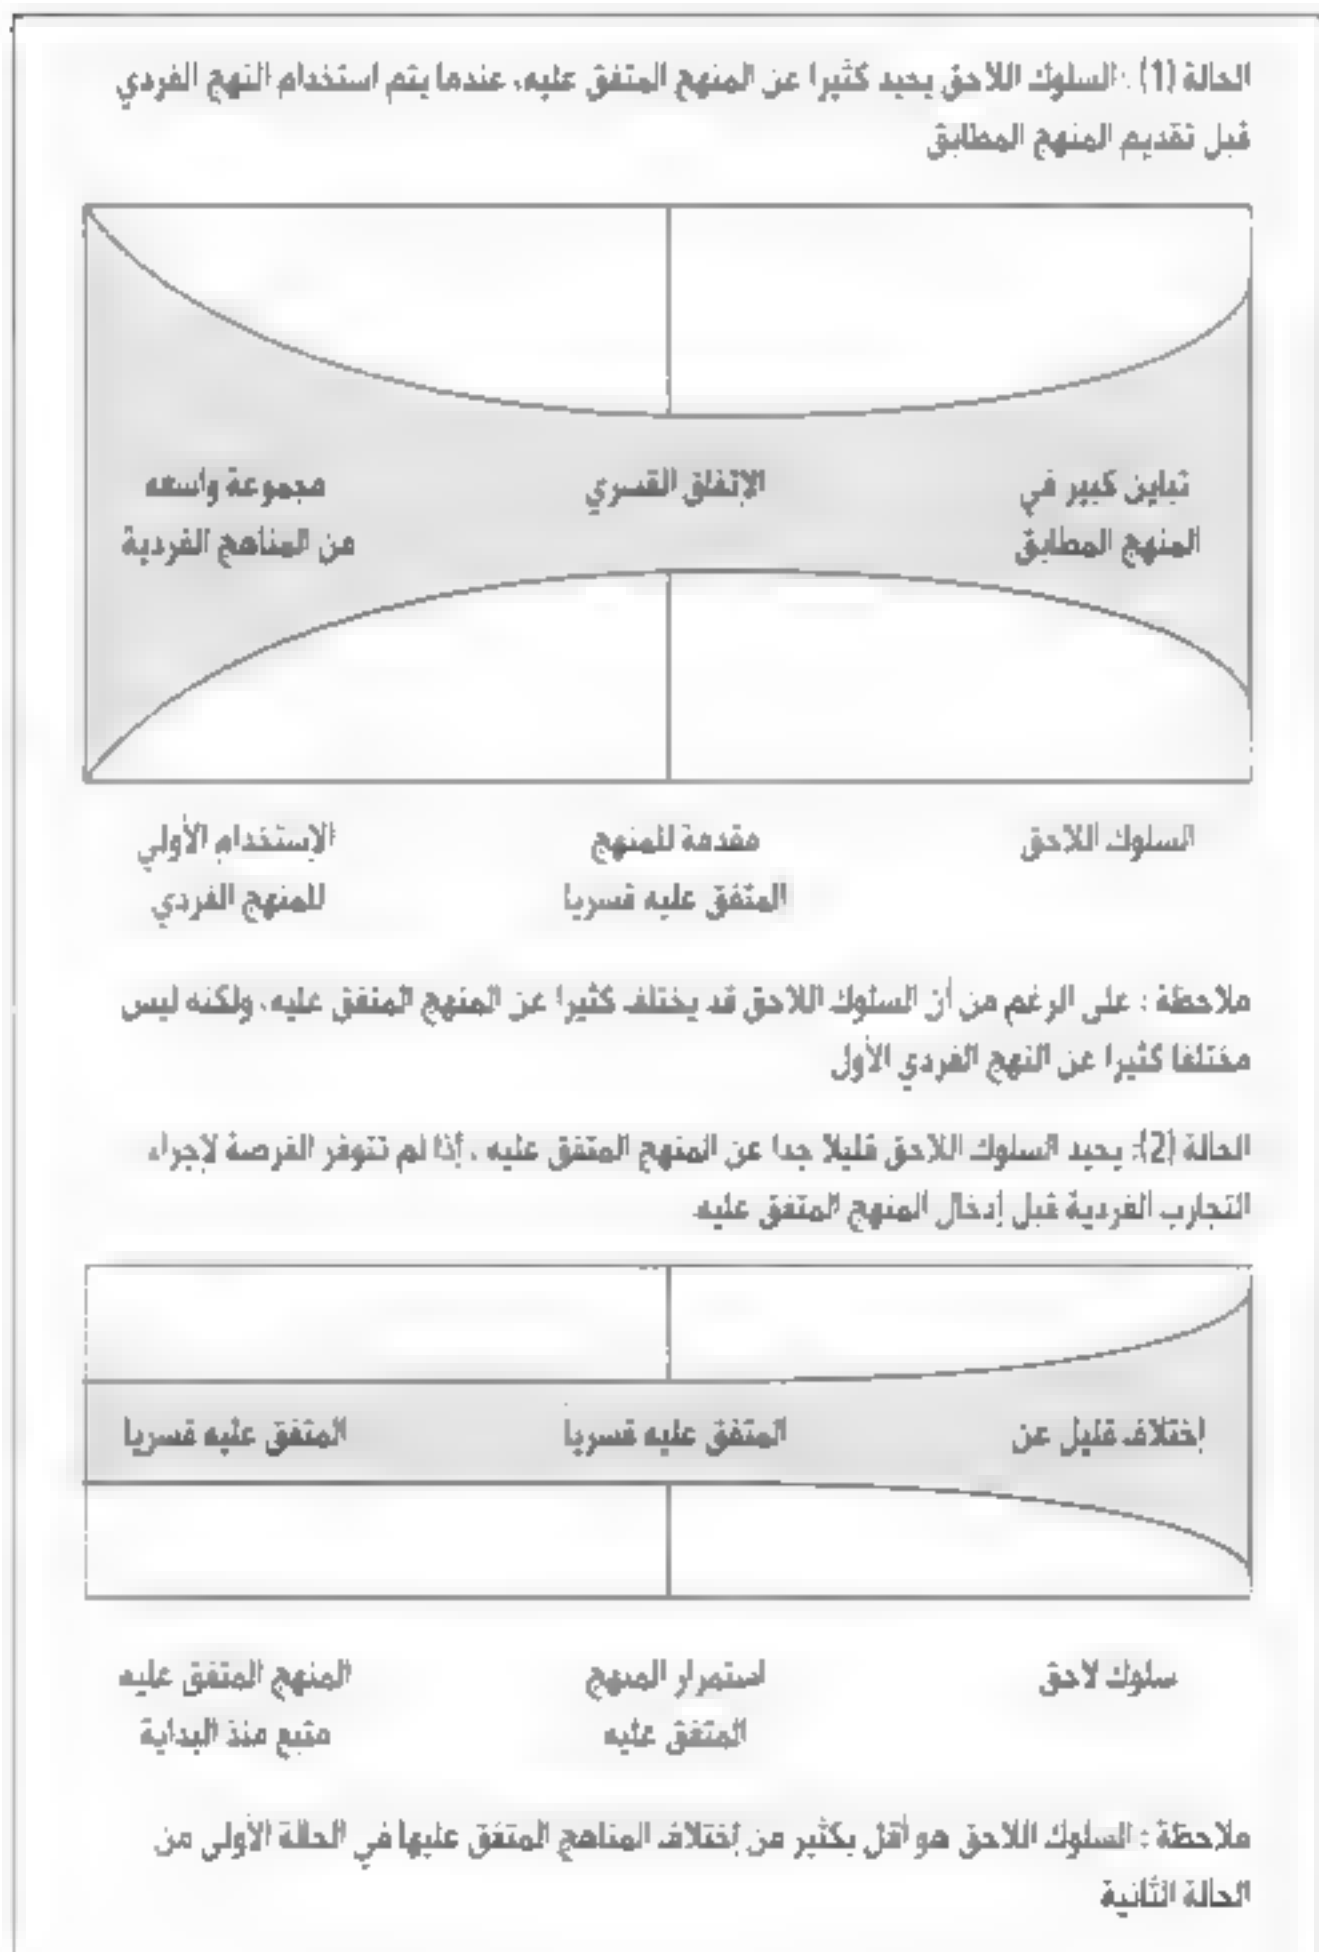 الحالة (1) : السلوك اللاحق يحيد كثيرا عن المنهج المتفق عليه، عندما يتم استخدام النهج الفردي
قبل تقديم المنهج المطابق
مجموعة واسعه
من المناهج الفردية
الإتفاق القسري
تباين كبير في
المنهج المطابق
الإستخدام الأولي
للمنهج الفردي
مقدمة للمنهج
المتفق عليه قسريا
السلوك اللاحق
ملاحظة : على الرغم من أن السلوك اللاحق قد يختلف كثيرا عن المنهج المتفق عليه، ولكنه ليس
مختلفا كثيرا عن النهج الفردي الأول
الحالة (2): يحيد السلوك اللاحق قليلا جدا عن المنهج المتفق عليه ، إذا لم تتوفر الفرصة لإجراء
التجارب الفردية قبل إدخال المنهج المتفق عليه
المتفق عليه قسريا
المتفق عليه قسريا
إختلاف قليل عن
المنهج المتفق عليه
متبع منذ البداية
استمرار المنهج
المتفق عليه
سلوك لاحق
ملاحظة : السلوك اللاحق هو أقل بكثير من إختلاف المناهج المتفق عليها في الحالة الأولى من
الحالة الثانية